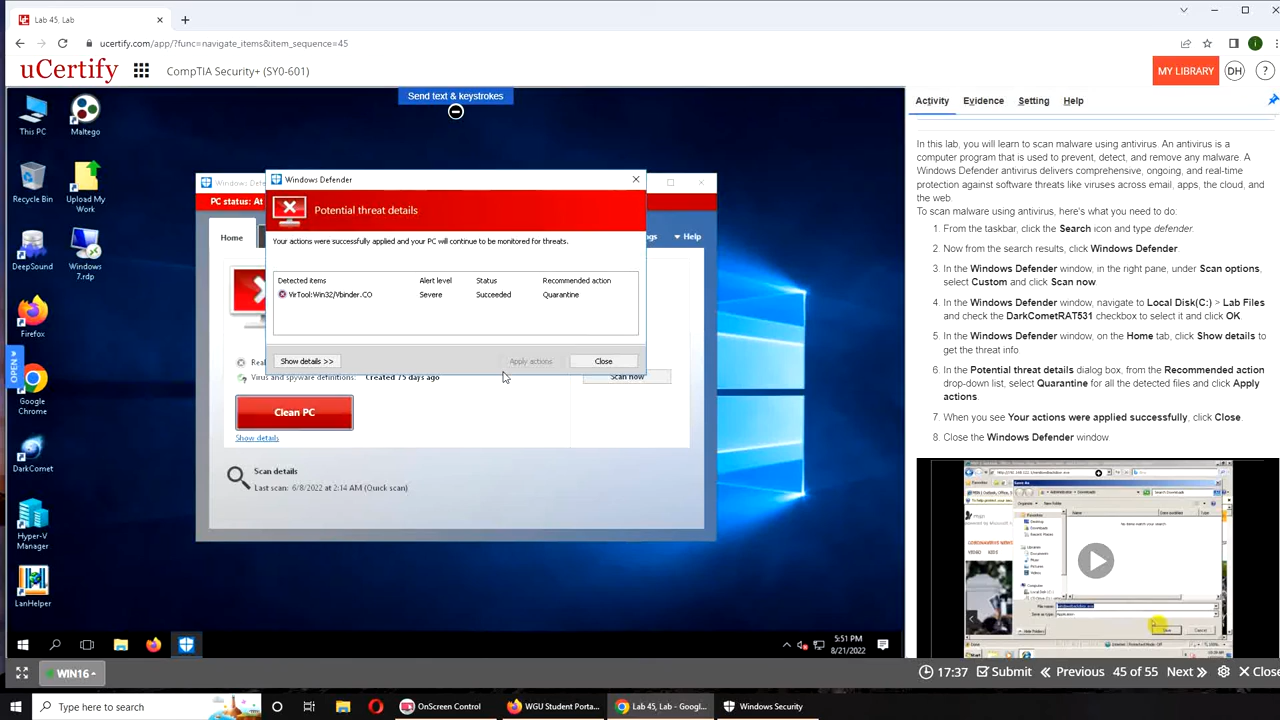 Lab 45, Lab
ucertify.com/app/?func=navigate_items&item_sequence=45
uCertify
CompTIA Security+ (SY0-601)
MY LIBRARY
DH
?
Send text & keystrokes
This PC
Maltego
Recycle Bin
Upload My Work
DeepSound
Windows 7.rdp
Firefox
OPEN
Google Chrome
DarkComet
Hyper-V Manager
LanHelper
PC status: At
Home
Help
Windows Defender
Potential threat details
Your actions were successfully applied and your PC will continue to be monitored for threats.
Detected items Alert level Status Recommended action
VirTool:Win32/Vbinder.CO Severe Succeeded Quarantine
Show details >> Apply actions Close
Virus and spyware definitions: Created 75 days ago
Scan now
Clean PC
Show details
Scan details
Last scan: 6/8/2022 at 2:14 AM (Quick scan)
5:51 PM
8/21/2022
Activity Evidence Setting Help
In this lab, you will learn to scan malware using antivirus. An antivirus is a
computer program that is used to prevent, detect, and remove any malware. A
Windows Defender antivirus delivers comprehensive, ongoing, and real-time
protection against software threats like viruses across email, apps, the cloud, and
the web.
To scan malware using antivirus, here's what you need to do:
1. From the taskbar, click the Search icon and type defender.
2. Now from the search results, click Windows Defender.
3. In the Windows Defender window, in the right pane, under Scan options,
select Custom and click Scan now
4. In the Windows Defender window, navigate to Local Disk(C:) > Lab Files
and check the DarkCometRAT531 checkbox to select it and click OK
5. In the Windows Defender window, on the Home tab, click Show details to
get the threat info
6. In the Potential threat details dialog box, from the Recommended action
drop-down list, select Quarantine for all the detected files and click Apply
actions.
7. When you see Your actions were applied successfully, click Close.
8. Close the Windows Defender window.
WIN16
17:37 Submit Previous 45 of 55 Next Close
Type here to search
OnScreen Control
WGU Student Porta...
Lab 45, Lab - Googl...
Windows Security